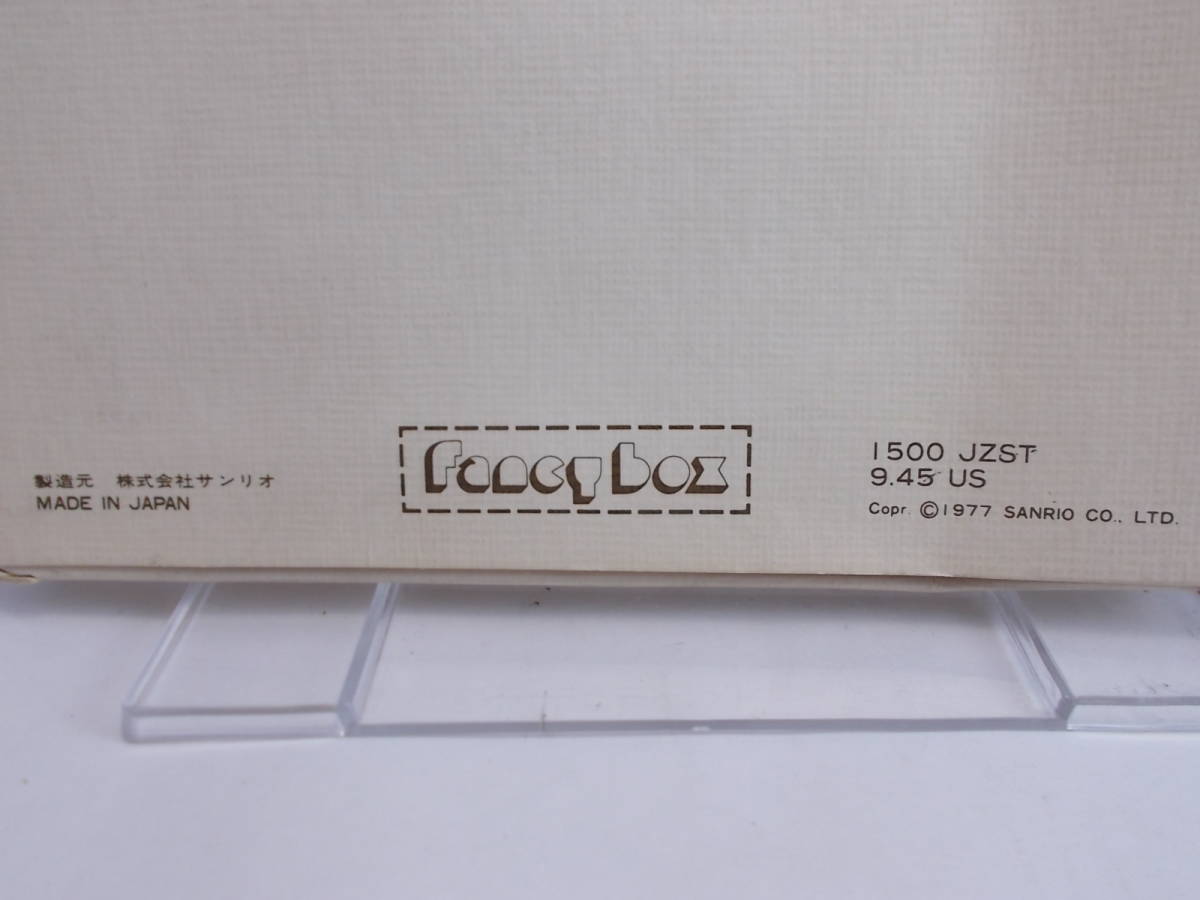 製造元 株式会社サンリオ
MADE IN JAPAN
fancy box
1500 JZST
9.45 US
Copr. ©1977 SANRIO CO., LTD.